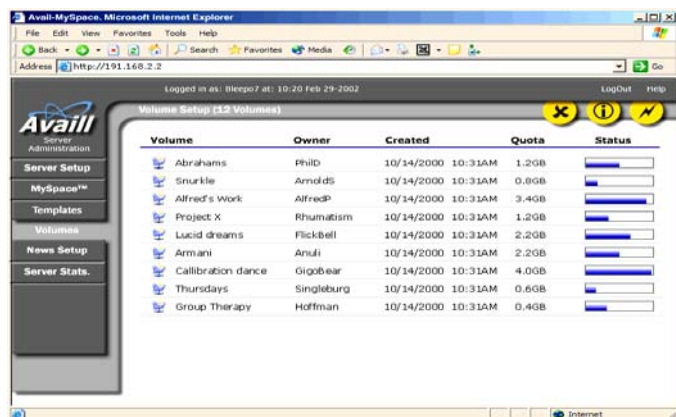 Avail-MySpace. Microsoft Internet Explorer
File Edit View Favorites Tools Help
Back Search Favorites Media
Address http://191.168.2.2 Go
Logged in as: Bleepo7 at: 10:20 Feb 29-2002 LogOut Help
Availl
Server
Administration
Volume Setup (12 Volumes)
Server Setup
MySpace™
Templates
Volumes
News Setup
Server Stats.
Volume Owner Created Quota Status
Abrahams PhilD 10/14/2000 10:31AM 1.2GB
Snurkle ArnoldS 10/14/2000 10:31AM 0.8GB
Alfred's Work AlfredP 10/14/2000 10:31AM 3.4GB
Project X Rhumatism 10/14/2000 10:31AM 1.2GB
Lucid dreams FlickBell 10/14/2000 10:31AM 2.2GB
Armani Anuli 10/14/2000 10:31AM 2.2GB
Callibration dance GigoBear 10/14/2000 10:31AM 4.0GB
Thursdays Singleburg 10/14/2000 10:31AM 0.6GB
Group Therapy Hoffman 10/14/2000 10:31AM 0.4GB
Internet